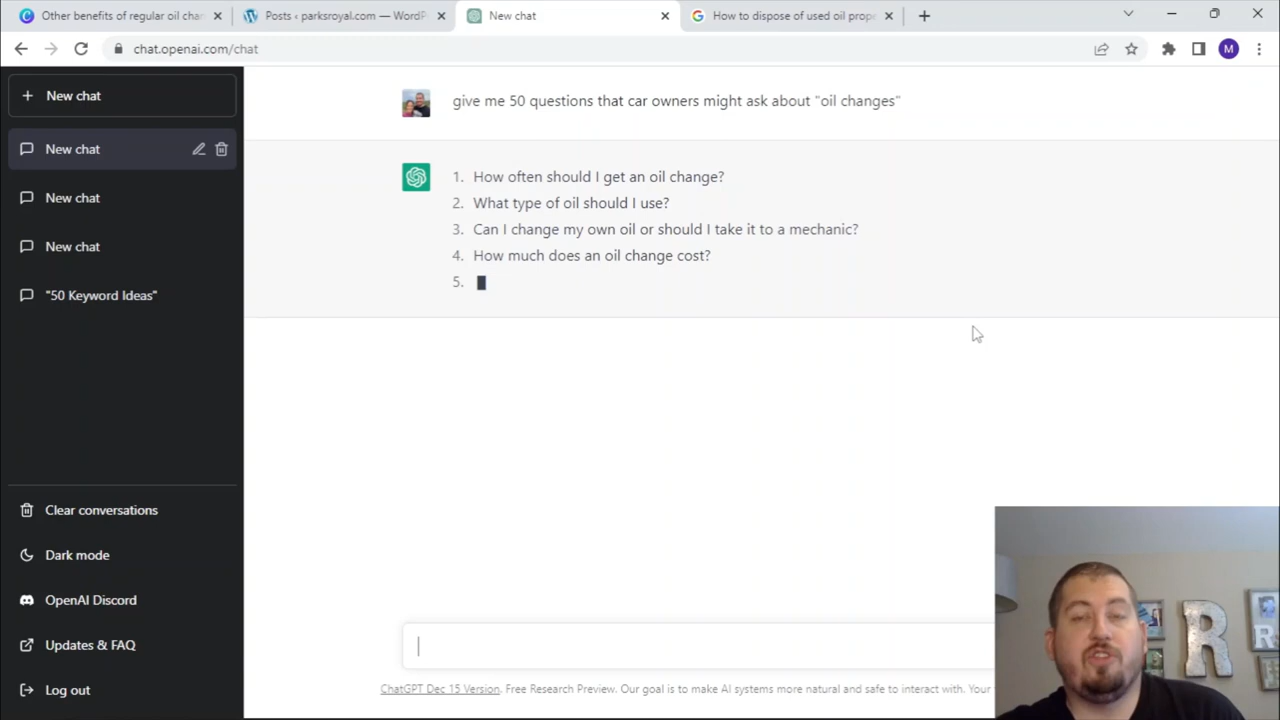 Other benefits of regular oil chan
Posts ‹ parksroyal.com — WordP
New chat
How to dispose of used oil prope
chat.openai.com/chat
M
New chat
New chat
New chat
New chat
"50 Keyword Ideas"
Clear conversations
Dark mode
OpenAI Discord
Updates & FAQ
Log out
give me 50 questions that car owners might ask about "oil changes"
1. How often should I get an oil change?
2. What type of oil should I use?
3. Can I change my own oil or should I take it to a mechanic?
4. How much does an oil change cost?
5.
ChatGPT Dec 15 Version. Free Research Preview. Our goal is to make AI systems more natural and safe to interact with. Your
R
R